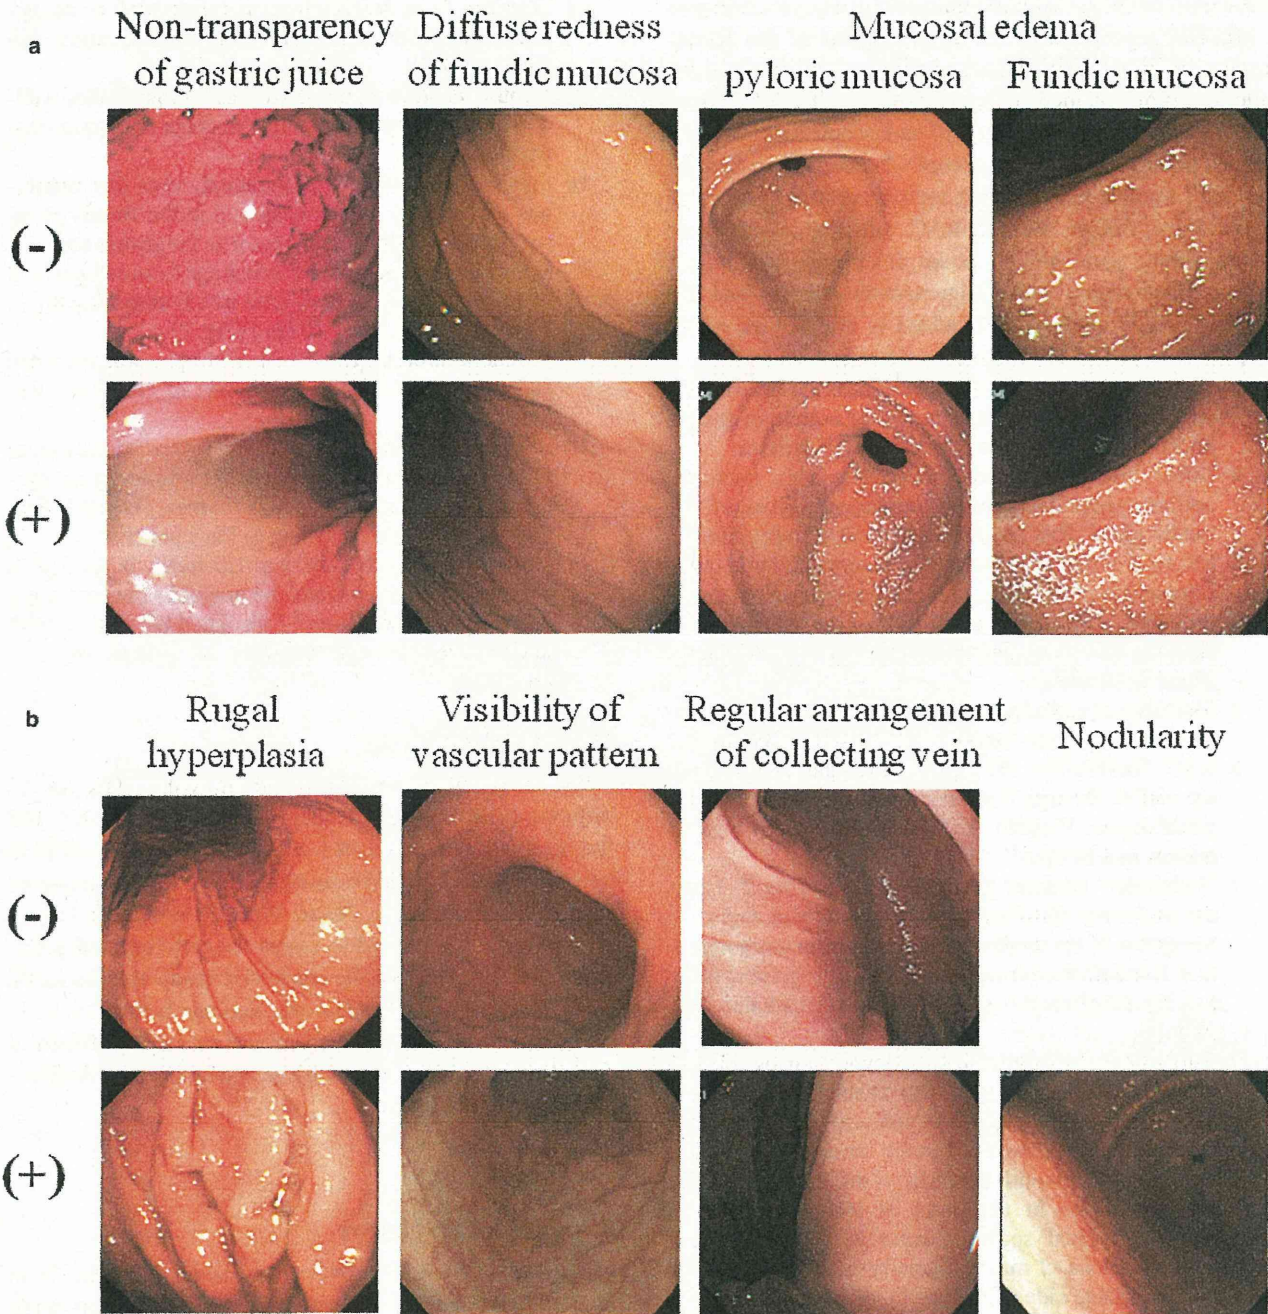 a
Non-transparency
of gastric juice
Diffuse redness
of fundic mucosa
Mucosal edema
pyloric mucosa
Fundic mucosa
(-)
(+)
b
Rugal
hyperplasia
Visibility of
vascular pattern
Regular arrangement
of collecting vein
Nodularity
(-)
(+)